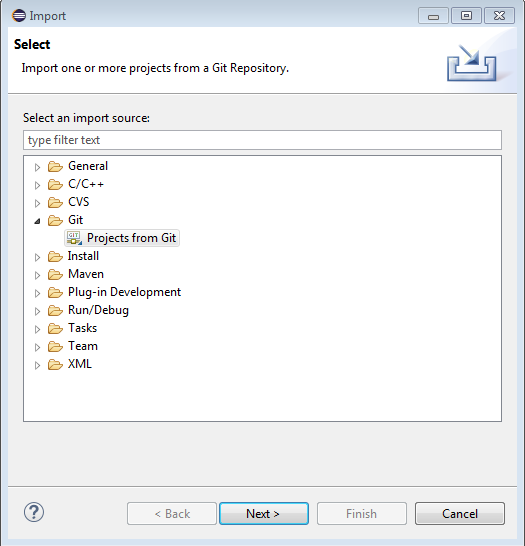 Import
Select
Import one or more projects from a Git Repository.
Select an import source:
type filter text
General
C/C++
CVS
Git
GIT
Projects from Git
Install
Maven
Plug-in Development
Run/Debug
Tasks
Team
XML
?
< Back
Next >
Finish
Cancel